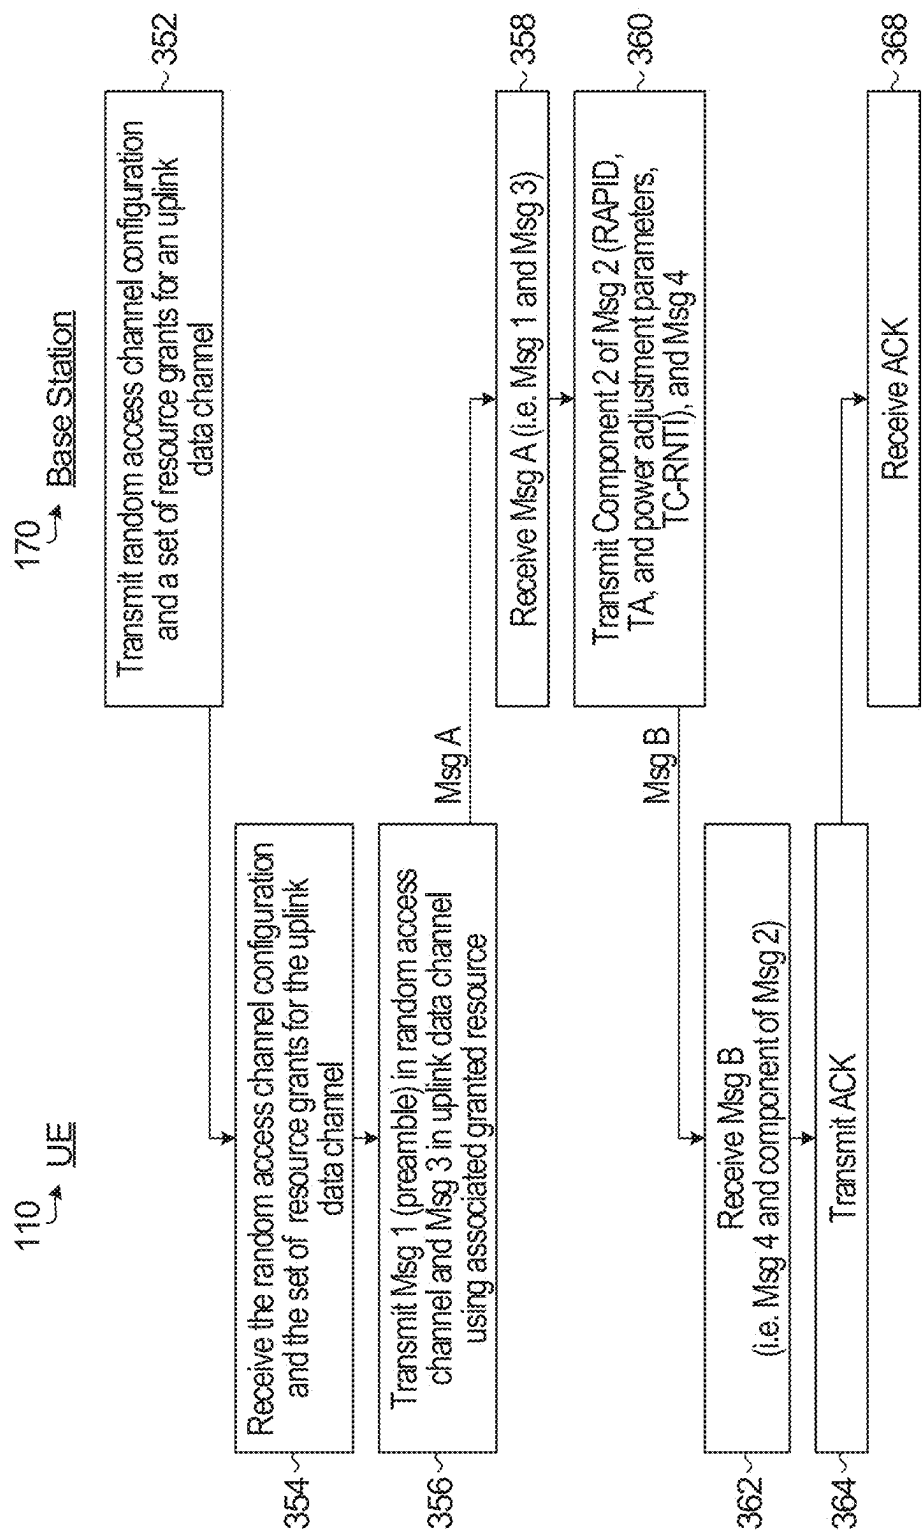 110
UE
170
Base Station
Transmit random access channel configuration
and a set of resource grants for an uplink
data channel
352
354
Receive the random access channel configuration
and the set of resource grants for the uplink
data channel
356
Transmit Msg 1 (preamble) in random access
channel and Msg 3 in uplink data channel
using associated granted resource
Msg A
Receive Msg A (i.e. Msg 1 and Msg 3)
358
Transmit Component 2 of Msg 2 (RAPID,
TA, and power adjustment parameters,
TC-RNTI), and Msg 4
360
Msg B
362
Receive Msg B
(i.e. Msg 4 and component of Msg 2)
364
Transmit ACK
Receive ACK
368